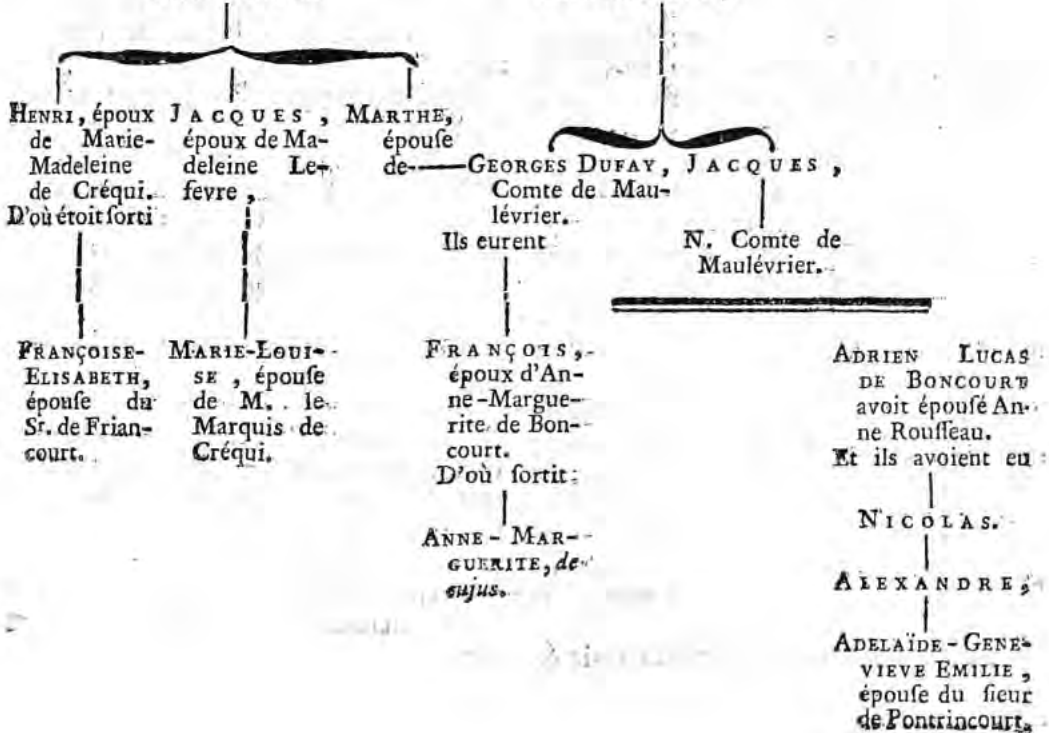 HENRI, époux
de Marie-
Madeleine
de Créqui.
D'où étoit ſorti
JACQUES,
époux de Ma-
deleine Le-
fevre,
MARTHE,
épouſe
de
GEORGES DUFAY,
Comte de Mau-
lévrier.
Ils eurent
JACQUES,
N. Comte de
Maulévrier.
FRANÇOISE-
ELISABETH,
épouſe du
Sr. de Frian-
court.
MARIE-LOUI-
SE, épouſe
de M. le
Marquis de
Créqui.
FRANÇOIS,
époux d'An-
ne-Margue-
rite de Bon-
court.
D'où ſortit:
ANNE-MAR-
GUERITE, de
cujus.
ADRIEN LUCAS
DE BONCOURT
avoit épouſé An-
ne Rouſſeau.
Et ils avoient eu:
NICOLAS.
ALEXANDRE,
ADELAÏDE-GENE-
VIEVE EMILIE,
épouſe du ſieur
de Pontrincourt.